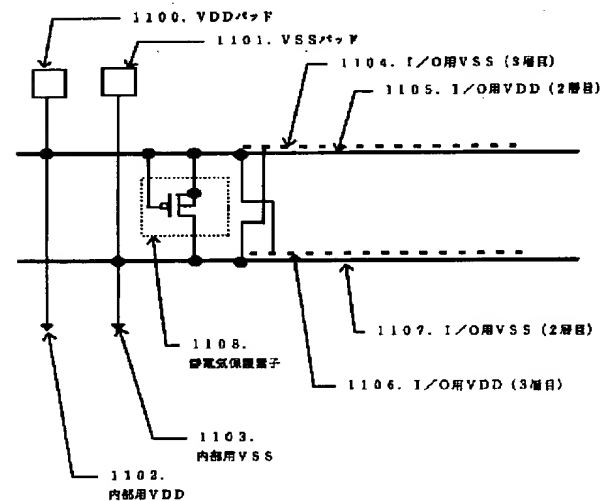 1100. VDDパッド
1101. VSSパッド
1104. I/O用VSS (3層目)
1105. I/O用VDD (2層目)
1107. I/O用VSS (2層目)
1108.
静電気保護素子
1106. I/O用VDD (3層目)
1103.
内部用VSS
1102.
内部用VDD